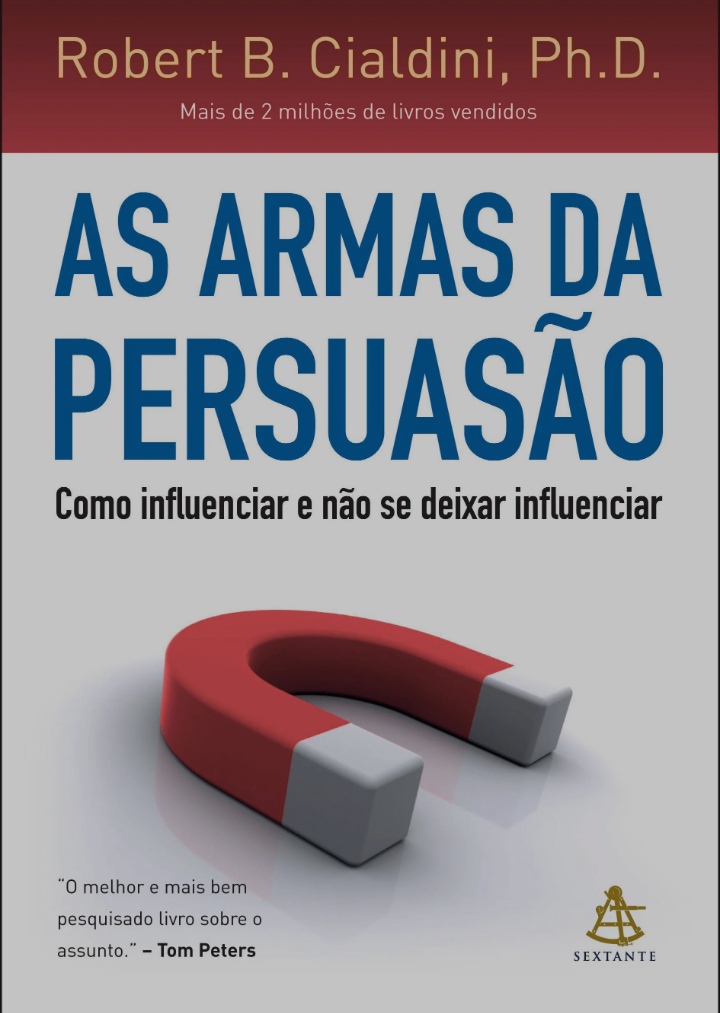 Robert B. Cialdini, Ph.D.
Mais de 2 milhões de livros vendidos
AS ARMAS DA
PERSUASÃO
Como influenciar e não se deixar influenciar
“O melhor e mais bem
pesquisado livro sobre o
assunto.” – Tom Peters
SEXTANTE